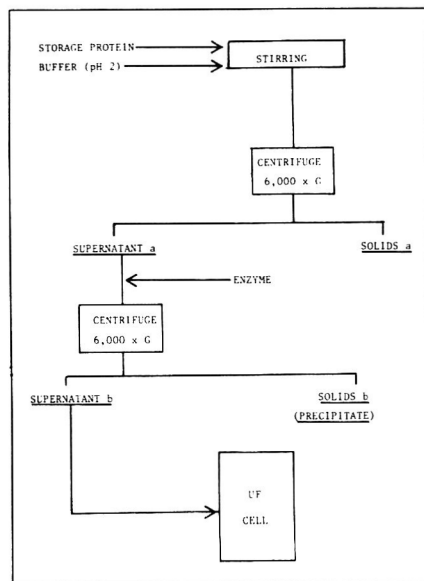 STORAGE PROTEIN
BUFFER (pH 2)
STIRRING
CENTRIFUGE
6,000 x G
SUPERNATANT a
SOLIDS a
ENZYME
CENTRIFUGE
6,000 x G
SUPERNATANT b
SOLIDS b
(PRECIPITATE)
UF
CELL